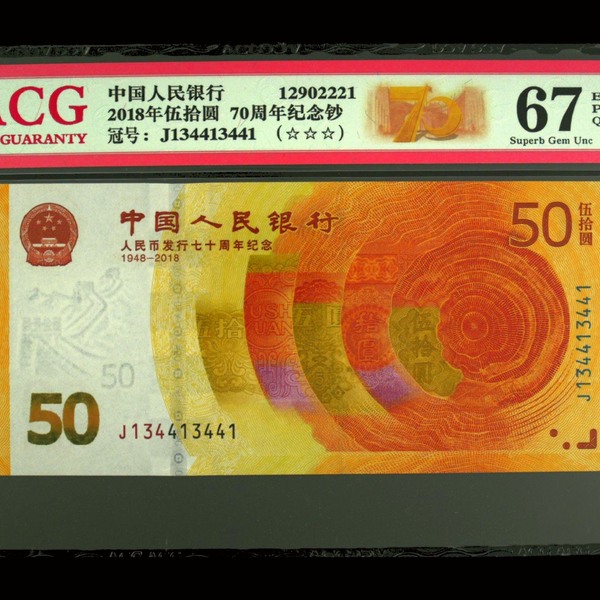 ACG
GUARANTY
中国人民银行 12902221
2018年伍拾圆 70周年纪念钞
冠号: J134413441 (☆☆☆)
70
67
Superb Gem Unc
E
P
Q
中国人民银行
人民币发行七十周年纪念
1948-2018
50 伍拾圆
伍拾圆
50
50
J134413441
J134413441